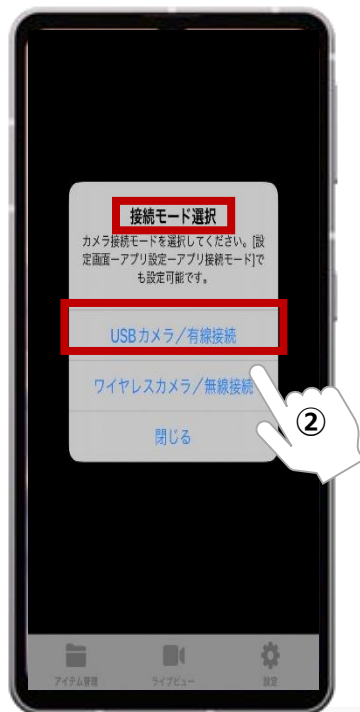 接続モード選択
カメラ接続モードを選択してください。[設
定画面ーアプリ設定ーアプリ接続モード]で
も設定可能です。
USBカメラ／有線接続
ワイヤレスカメラ／無線接続
②
閉じる
アイテム管理 ライブビュー 設定